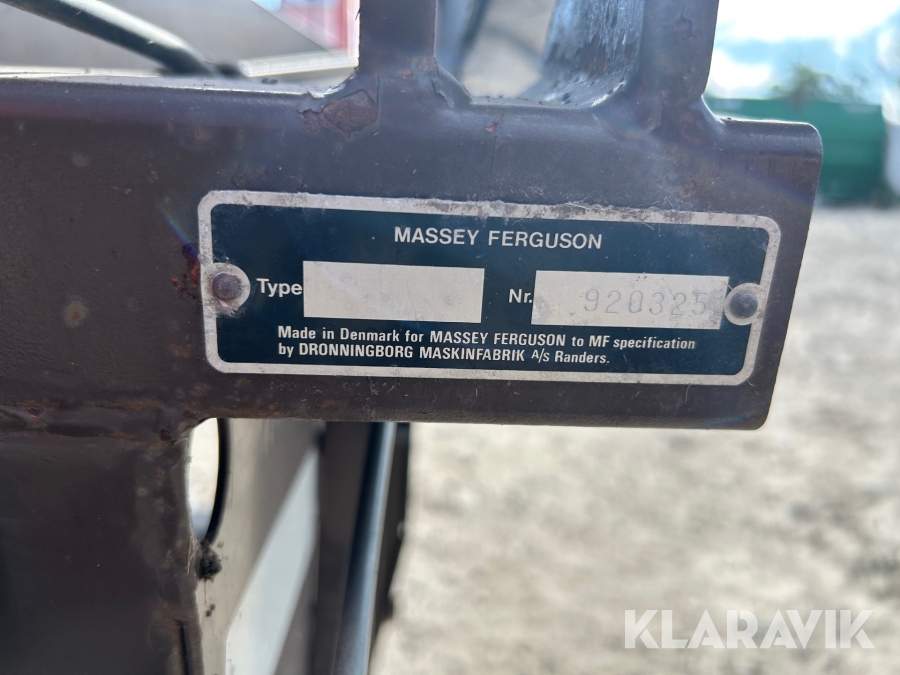 MASSEY FERGUSON
Type
Nr. 920325
Made in Denmark for MASSEY FERGUSON to MF specification
by DRONNINGBORG MASKINFABRIK A/s Randers.
KLARAVIK